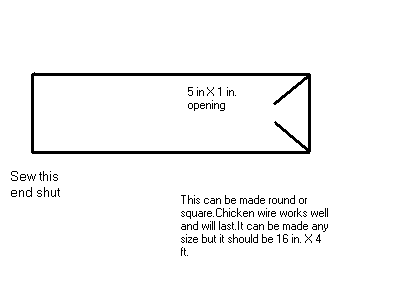 5 in X 1 in.
opening
Sew this
end shut
This can be made round or
square.Chicken wire works well
and will last.It can be made any
size but it should be 16 in. X 4
ft.